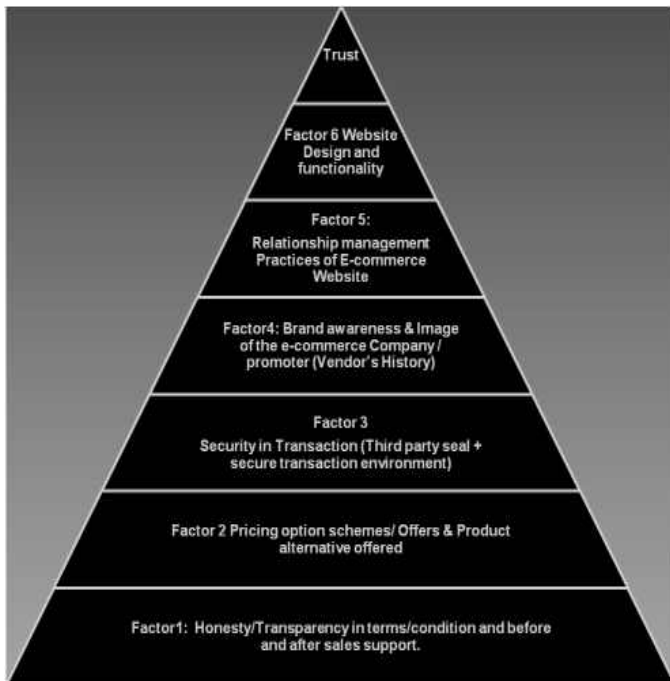 Trust
Factor 6 Website
Design and
functionality
Factor 5:
Relationship management
Practices of E-commerce
Website
Factor4: Brand awareness & Image
of the e-commerce Company /
promoter (Vendor's History)
Factor 3
Security in Transaction (Third party seal +
secure transaction environment)
Factor 2 Pricing option schemes/ Offers & Product
alternative offered
Factor1:  Honesty/Transparency in terms/condition and before
and after sales support.